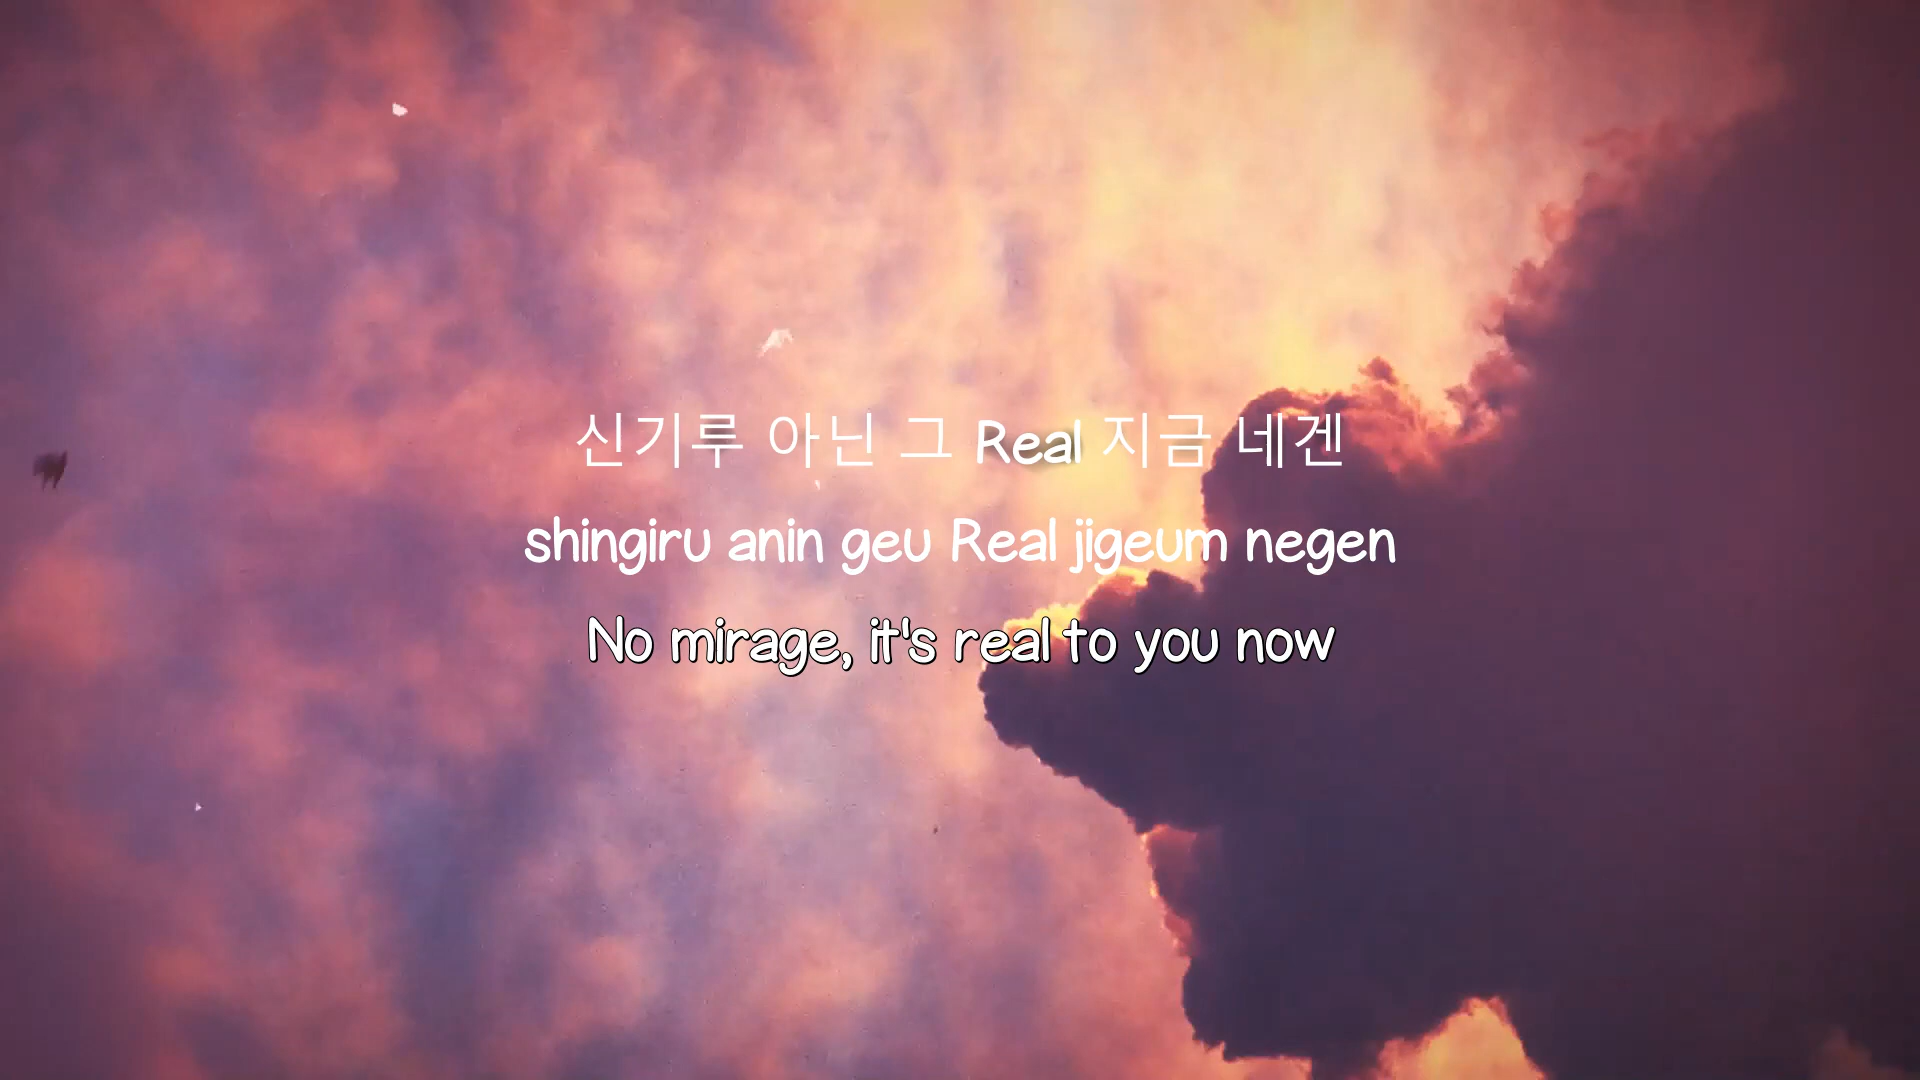 신기루 아닌 그 Real 지금 네겐
shingiru anin geu Real jigeum negen
No mirage, it's real to you now